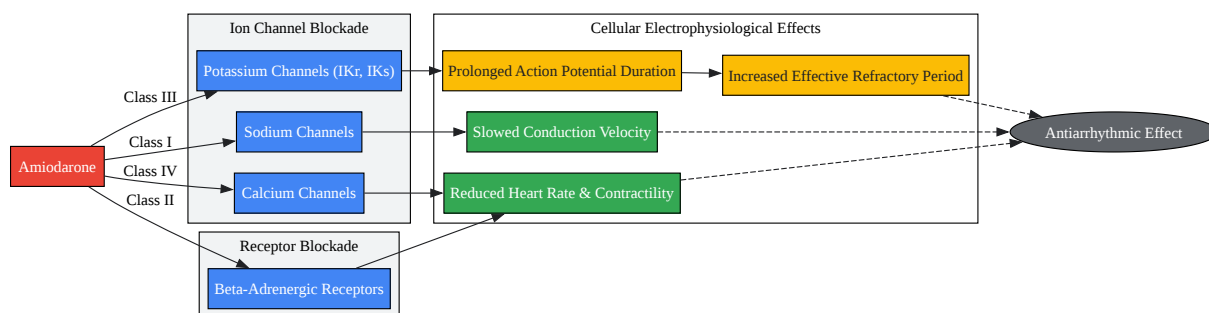 Ion Channel Blockade
Cellular Electrophysiological Effects
Potassium Channels (IKr, IKs)
Prolonged Action Potential Duration
Increased Effective Refractory Period
Class III
Sodium Channels
Slowed Conduction Velocity
Antiarrhythmic Effect
Class I
Amiodarone
Class IV
Calcium Channels
Reduced Heart Rate & Contractility
Class II
Receptor Blockade
Beta-Adrenergic Receptors